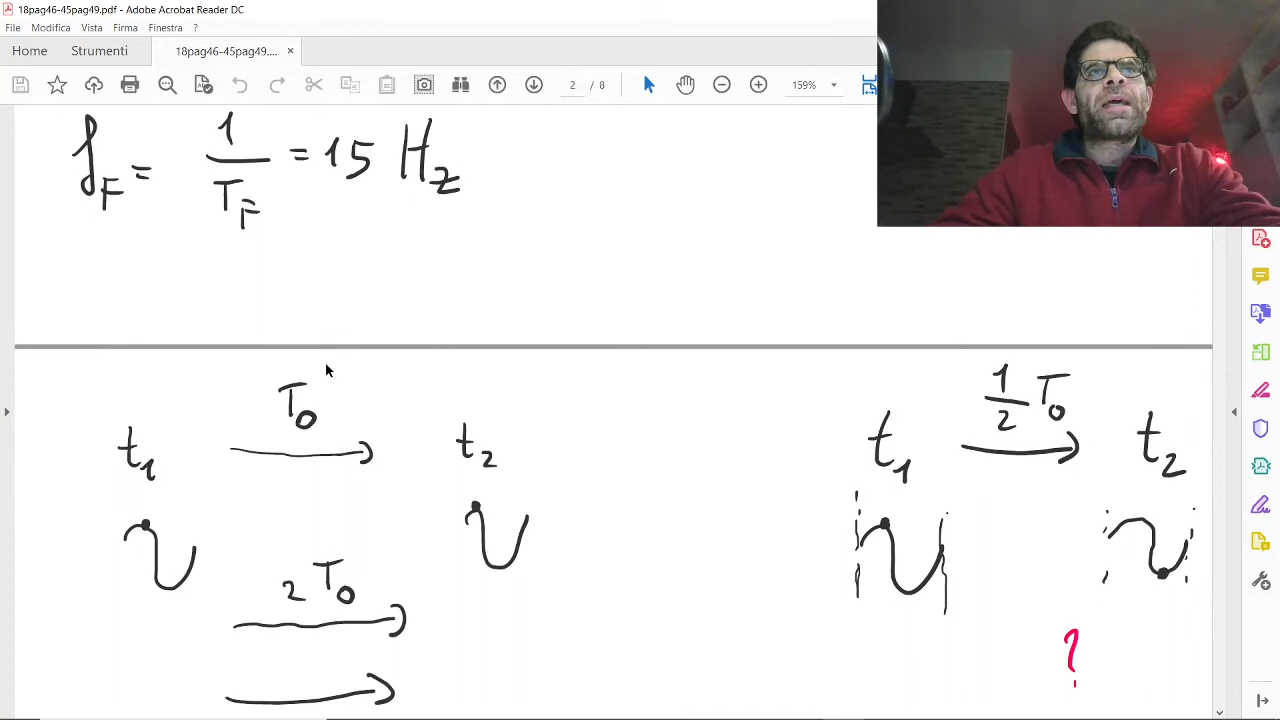 18pag46-45pag49.pdf - Adobe Acrobat Reader DC
File Modifica Vista Firma Finestra ?
Home Strumenti 18pag46-45pag49.... ×
2 / 8 159%
f_F = 1/T_F = 15 Hz
T_0
t_1 t_2
2 T_0
1/2 T_0
t_1 t_2
?